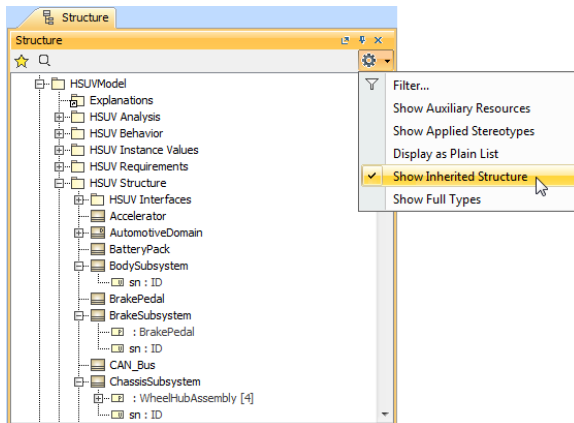 Structure
Structure
HSUVModel
Explanations
HSUV Analysis
HSUV Behavior
HSUV Instance Values
HSUV Requirements
HSUV Structure
HSUV Interfaces
Accelerator
AutomotiveDomain
BatteryPack
BodySubsystem
sn : ID
BrakePedal
BrakeSubsystem
: BrakePedal
sn : ID
CAN_Bus
ChassisSubsystem
: WheelHubAssembly [4]
sn : ID
Filter...
Show Auxiliary Resources
Show Applied Stereotypes
Display as Plain List
Show Inherited Structure
Show Full Types